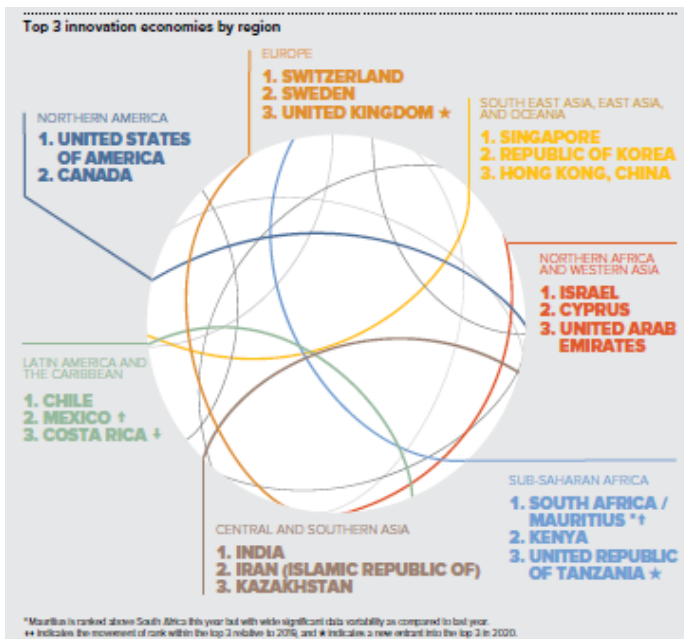 Top 3 innovation economies by region
EUROPE
1. SWITZERLAND
2. SWEDEN
3. UNITED KINGDOM ★
NORTHERN AMERICA
1. UNITED STATES
OF AMERICA
2. CANADA
SOUTH EAST ASIA, EAST ASIA,
AND OCEANIA
1. SINGAPORE
2. REPUBLIC OF KOREA
3. HONG KONG, CHINA
NORTHERN AFRICA
AND WESTERN ASIA
1. ISRAEL
2. CYPRUS
3. UNITED ARAB
EMIRATES
LATIN AMERICA AND
THE CARIBBEAN
1. CHILE
2. MEXICO ↑
3. COSTA RICA ↓
SUB-SAHARAN AFRICA
1. SOUTH AFRICA /
MAURITIUS *↑
2. KENYA
3. UNITED REPUBLIC
OF TANZANIA ★
CENTRAL AND SOUTHERN ASIA
1. INDIA
2. IRAN (ISLAMIC REPUBLIC OF)
3. KAZAKHSTAN
*Mauritius is ranked above South Africa this year but with wide significant data variability as compared to last year.
↑↓ indicates the movement of rank within the top 3 relative to 2019, and ★ indicates a new entrant into the top 3 in 2020.